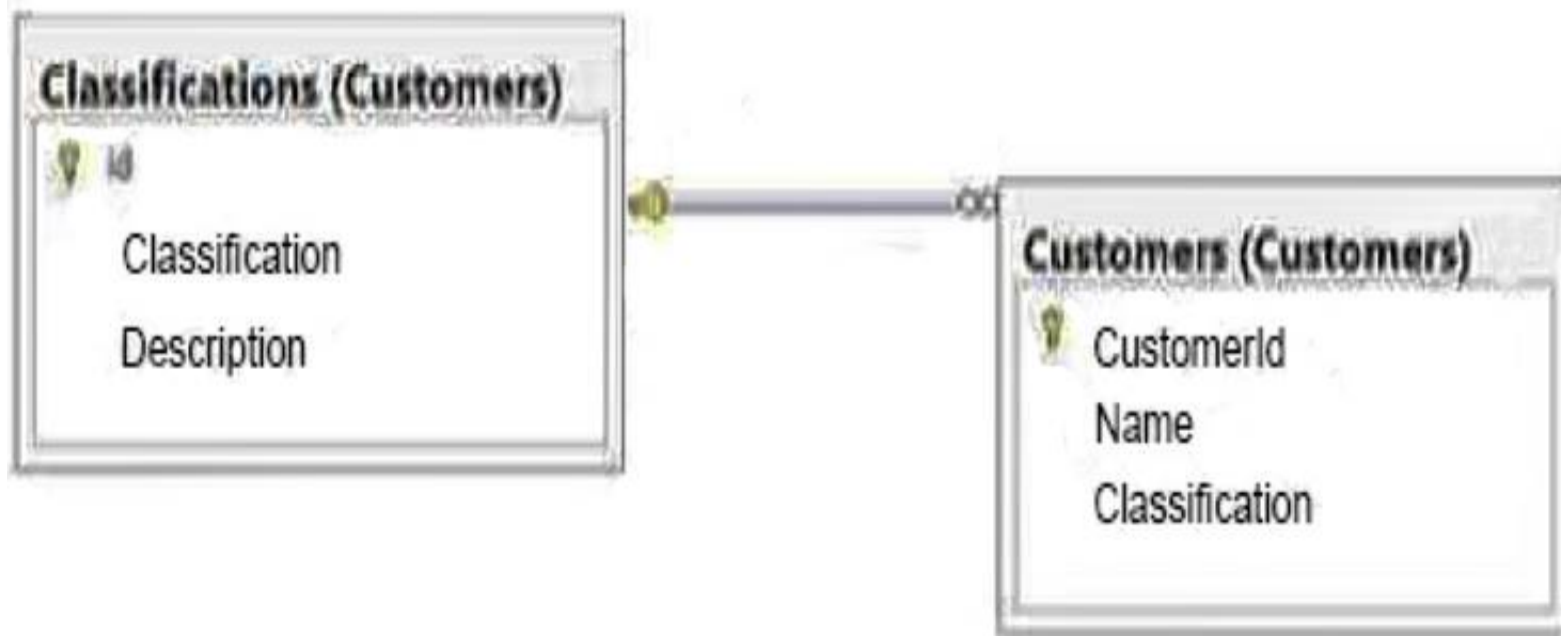 Classifications (Customers)
Id
Classification
Description
Customers (Customers)
CustomerId
Name
Classification